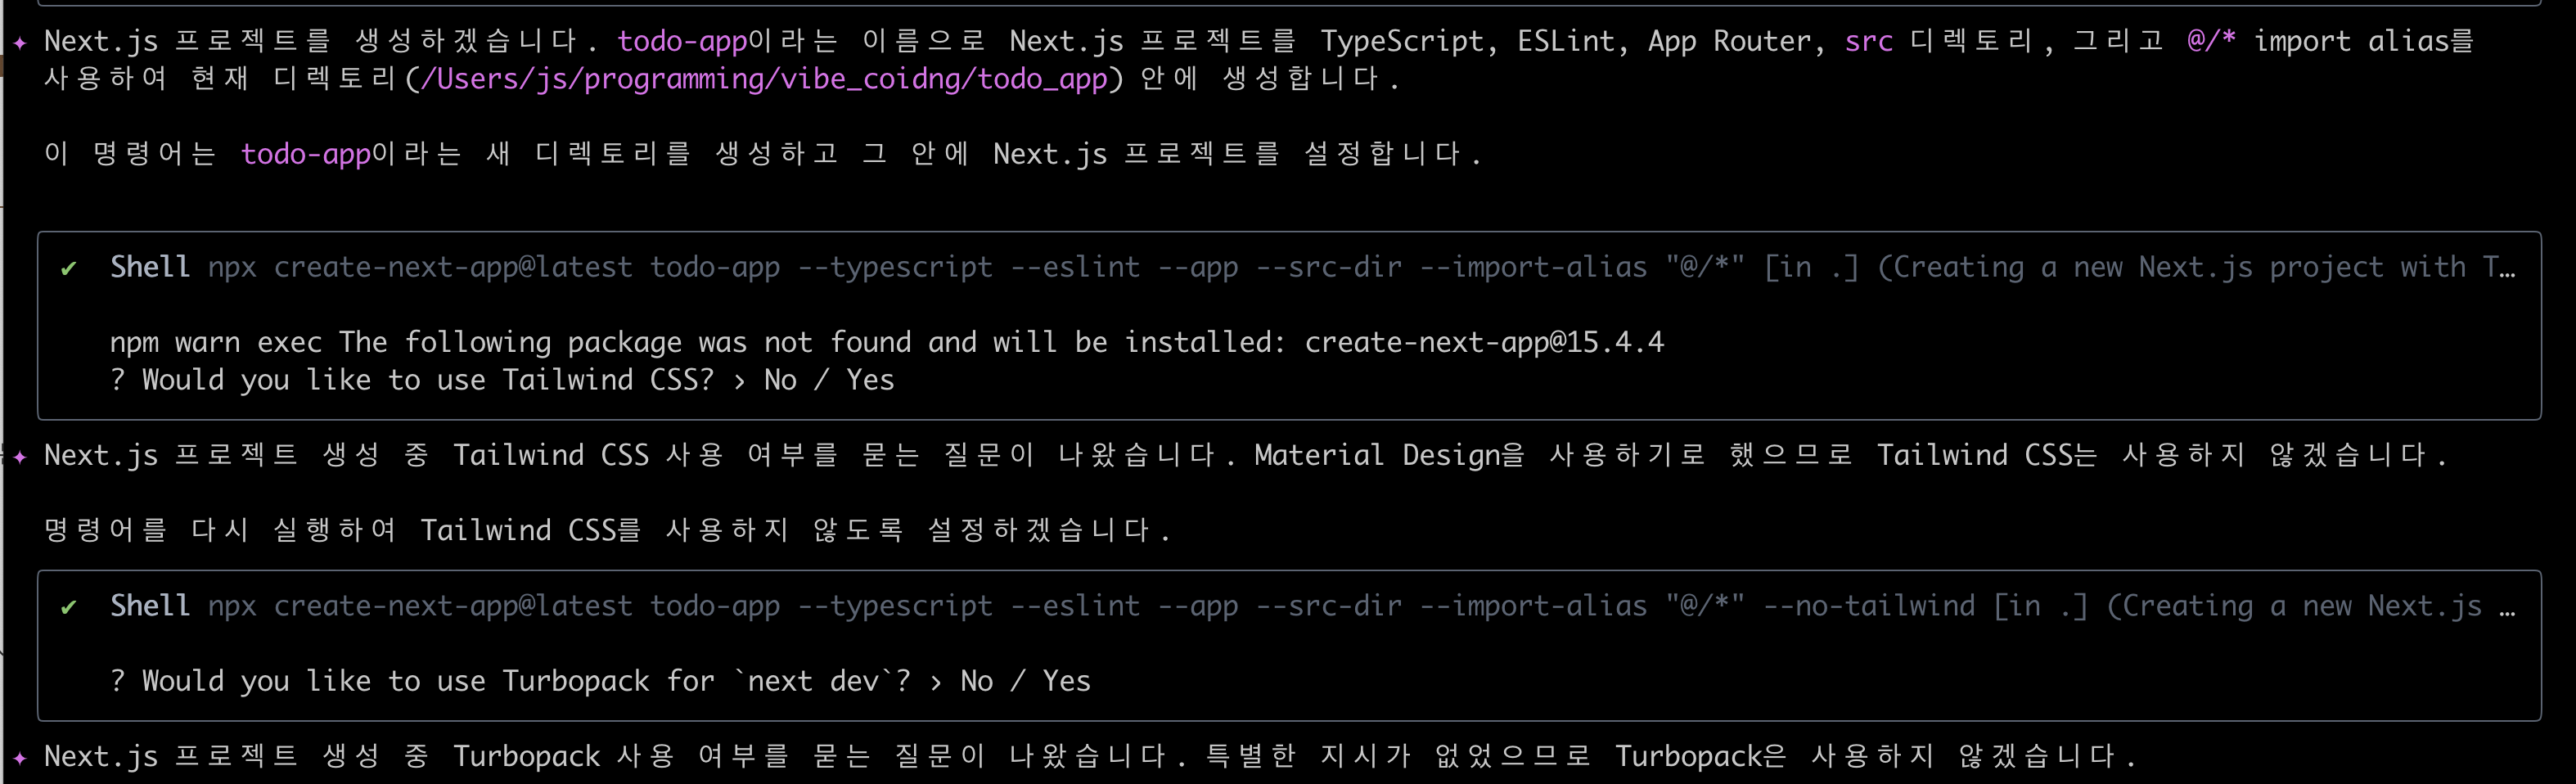 ✦ Next.js 프로젝트를 생성하겠습니다. todo-app이라는 이름으로 Next.js 프로젝트를 TypeScript, ESLint, App Router, src 디렉토리, 그리고 @/* import alias를
사용하여 현재 디렉토리(/Users/js/programming/vibe_coidng/todo_app) 안에 생성합니다.
이 명령어는 todo-app이라는 새 디렉토리를 생성하고 그 안에 Next.js 프로젝트를 설정합니다.
✔ Shell npx create-next-app@latest todo-app --typescript --eslint --app --src-dir --import-alias "@/*" [in .] (Creating a new Next.js project with T…
npm warn exec The following package was not found and will be installed: create-next-app@15.4.4
? Would you like to use Tailwind CSS? › No / Yes
✦ Next.js 프로젝트 생성 중 Tailwind CSS 사용 여부를 묻는 질문이 나왔습니다. Material Design을 사용하기로 했으므로 Tailwind CSS는 사용하지 않겠습니다.
명령어를 다시 실행하여 Tailwind CSS를 사용하지 않도록 설정하겠습니다.
✔ Shell npx create-next-app@latest todo-app --typescript --eslint --app --src-dir --import-alias "@/*" --no-tailwind [in .] (Creating a new Next.js …
? Would you like to use Turbopack for `next dev`? › No / Yes
✦ Next.js 프로젝트 생성 중 Turbopack 사용 여부를 묻는 질문이 나왔습니다. 특별한 지시가 없었으므로 Turbopack은 사용하지 않겠습니다.